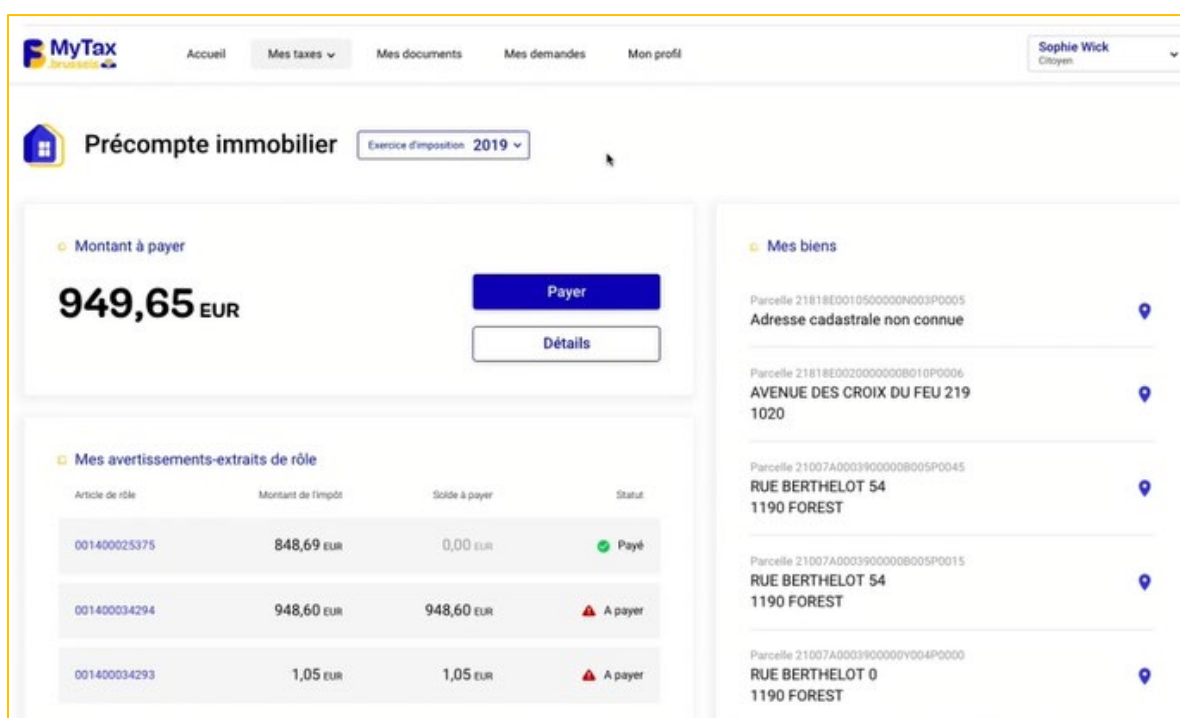 MyTax
.brussels
Accueil
Mes taxes
Mes documents
Mes demandes
Mon profil
Sophie Wick
Citoyen
Précompte immobilier
Exercice d'imposition 2019
Montant à payer
949,65 EUR
Payer
Détails
Mes avertissements-extraits de rôle
Article de rôle Montant de l'impôt Solde à payer Statut
001400025375 848,69 EUR 0,00 EUR Payé
001400034294 948,60 EUR 948,60 EUR A payer
001400034293 1,05 EUR 1,05 EUR A payer
Mes biens
Parcelle 21818E0010500000N003P0005
Adresse cadastrale non connue
Parcelle 21818E0020000000B010P0006
AVENUE DES CROIX DU FEU 219
1020
Parcelle 21007A0003900000B005P0045
RUE BERTHELOT 54
1190 FOREST
Parcelle 21007A0003900000B005P0015
RUE BERTHELOT 54
1190 FOREST
Parcelle 21007A0003900000Y004P0000
RUE BERTHELOT 0
1190 FOREST